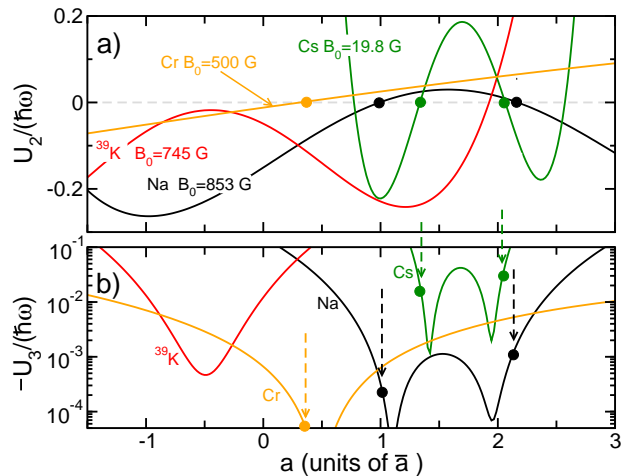 a)
Cr B₀=500 G
Cs B₀=19.8 G
³⁹K B₀=745 G
Na B₀=853 G
U₂/(ħω)
0.2
0
-0.2
b)
Cs
Na
³⁹K
Cr
-U₃/(ħω)
10⁻¹
10⁻²
10⁻³
10⁻⁴
-1 0 1 2 3
a (units of a̅)